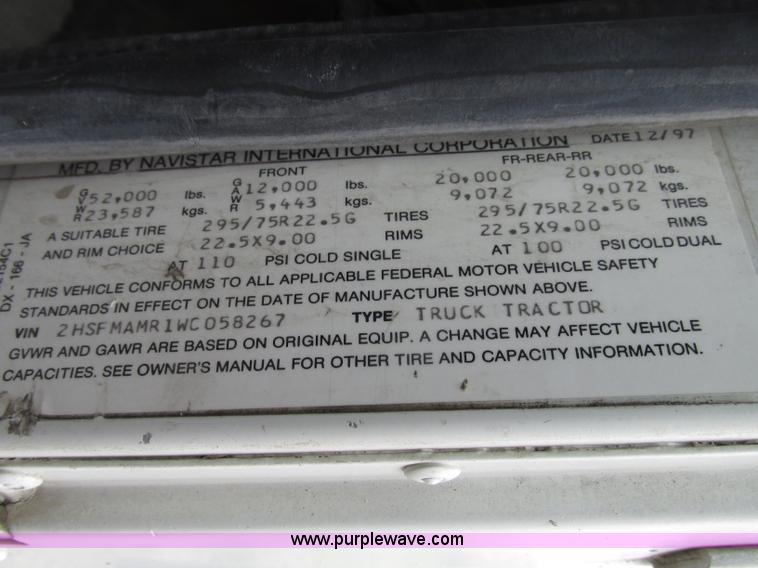 MFD. BY NAVISTAR INTERNATIONAL CORPORATION DATE 12/97
FRONT FR-REAR-RR
GVWR 52,000 lbs. GAWR 12,000 lbs. 20,000 20,000 lbs.
23,587 kgs. 5,443 kgs. 9,072 9,072 kgs.
A SUITABLE TIRE 295/75R22.5G TIRES 295/75R22.5G TIRES
AND RIM CHOICE 22.5X9.00 RIMS 22.5X9.00 RIMS
AT 110 PSI COLD SINGLE AT 100 PSI COLD DUAL
THIS VEHICLE CONFORMS TO ALL APPLICABLE FEDERAL MOTOR VEHICLE SAFETY
STANDARDS IN EFFECT ON THE DATE OF MANUFACTURE SHOWN ABOVE.
VIN 2HSFMAMR1WC058267 TYPE TRUCK TRACTOR
GVWR AND GAWR ARE BASED ON ORIGINAL EQUIP. A CHANGE MAY AFFECT VEHICLE
CAPACITIES. SEE OWNER'S MANUAL FOR OTHER TIRE AND CAPACITY INFORMATION.
DX - 166 - JA
www.purplewave.com